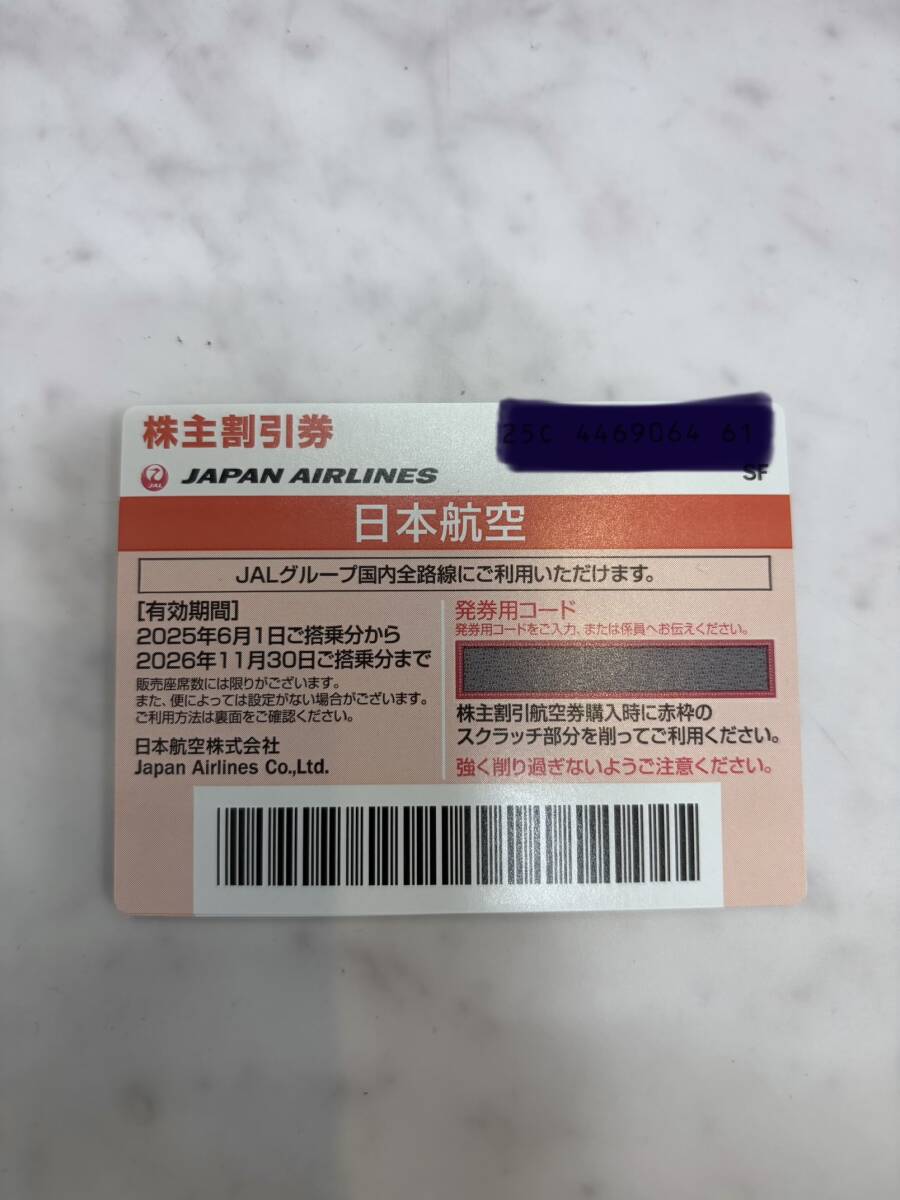 株主割引券
25C 4469064 61
JAL
JAPAN AIRLINES
SF
日本航空
JALグループ国内全路線にご利用いただけます。
[有効期間]
2025年6月1日ご搭乗分から
2026年11月30日ご搭乗分まで
販売座席数には限りがございます。
また、便によっては設定がない場合がございます。
ご利用方法は裏面をご確認ください。
日本航空株式会社
Japan Airlines Co.,Ltd.
発券用コード
発券用コードをご入力、または係員へお伝えください。
株主割引航空券購入時に赤枠の
スクラッチ部分を削ってご利用ください。
強く削り過ぎないようご注意ください。